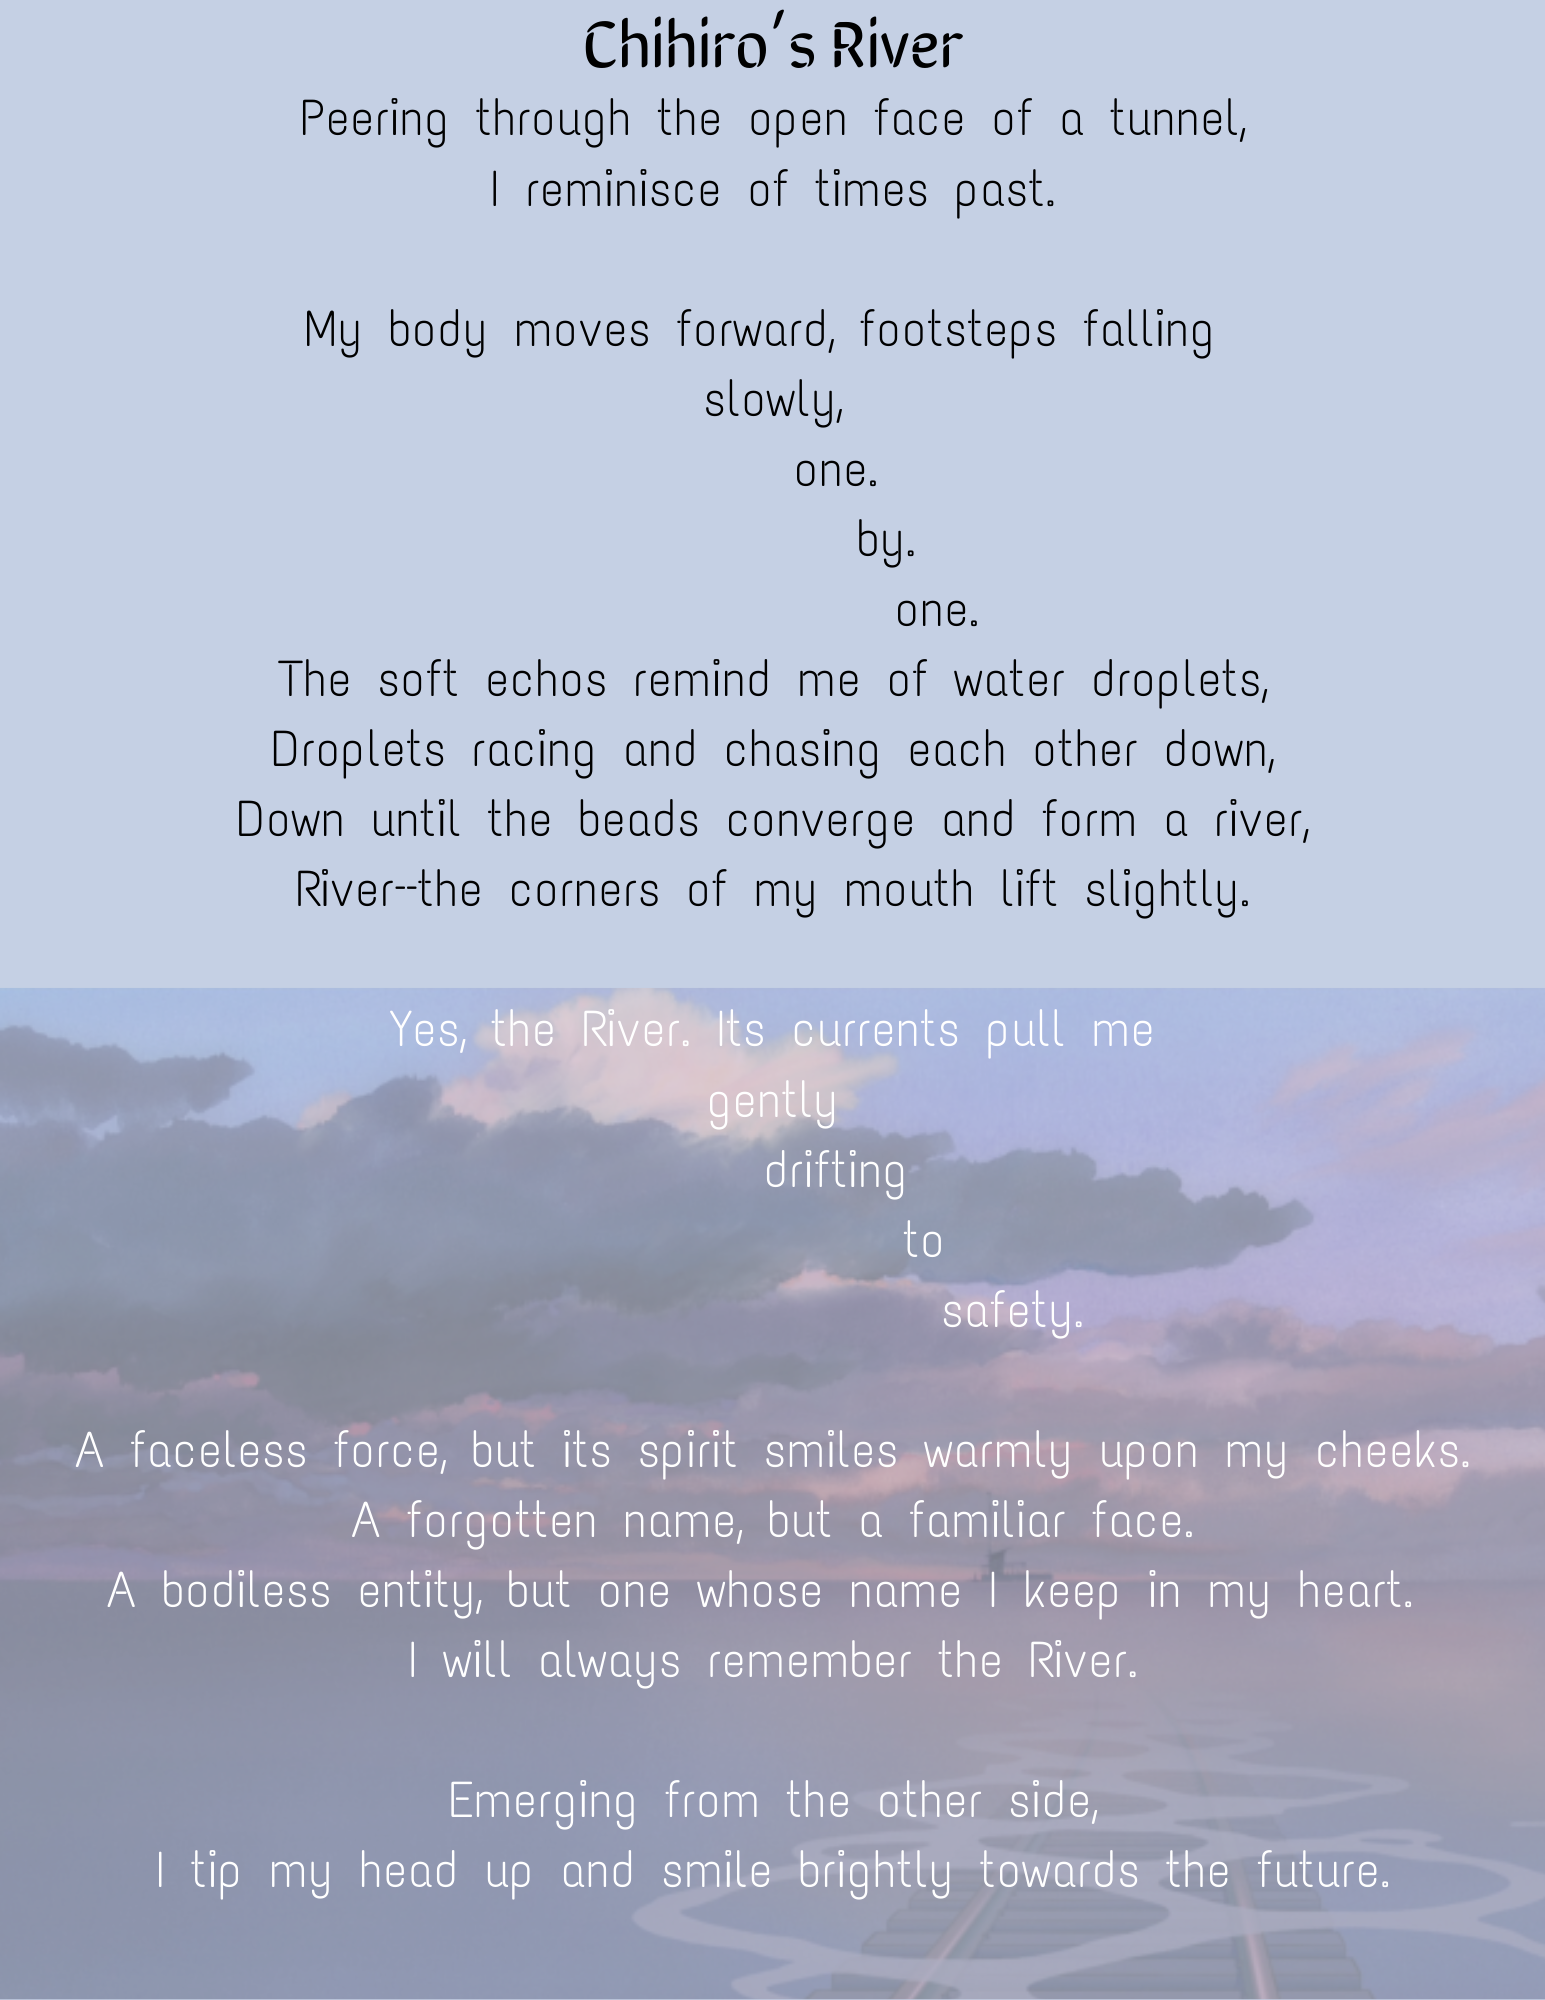 Chihiro's River
Peering through the open face of a tunnel,
I reminisce of times past.
My body moves forward, footsteps falling
slowly,
one.
by.
one.
The soft echos remind me of water droplets,
Droplets racing and chasing each other down,
Down until the beads converge and form a river,
River--the corners of my mouth lift slightly.
Yes, the River. Its currents pull me
gently
drifting
to
safety.
A faceless force, but its spirit smiles warmly upon my cheeks.
A forgotten name, but a familiar face.
A bodiless entity, but one whose name I keep in my heart.
I will always remember the River.
Emerging from the other side,
I tip my head up and smile brightly towards the future.